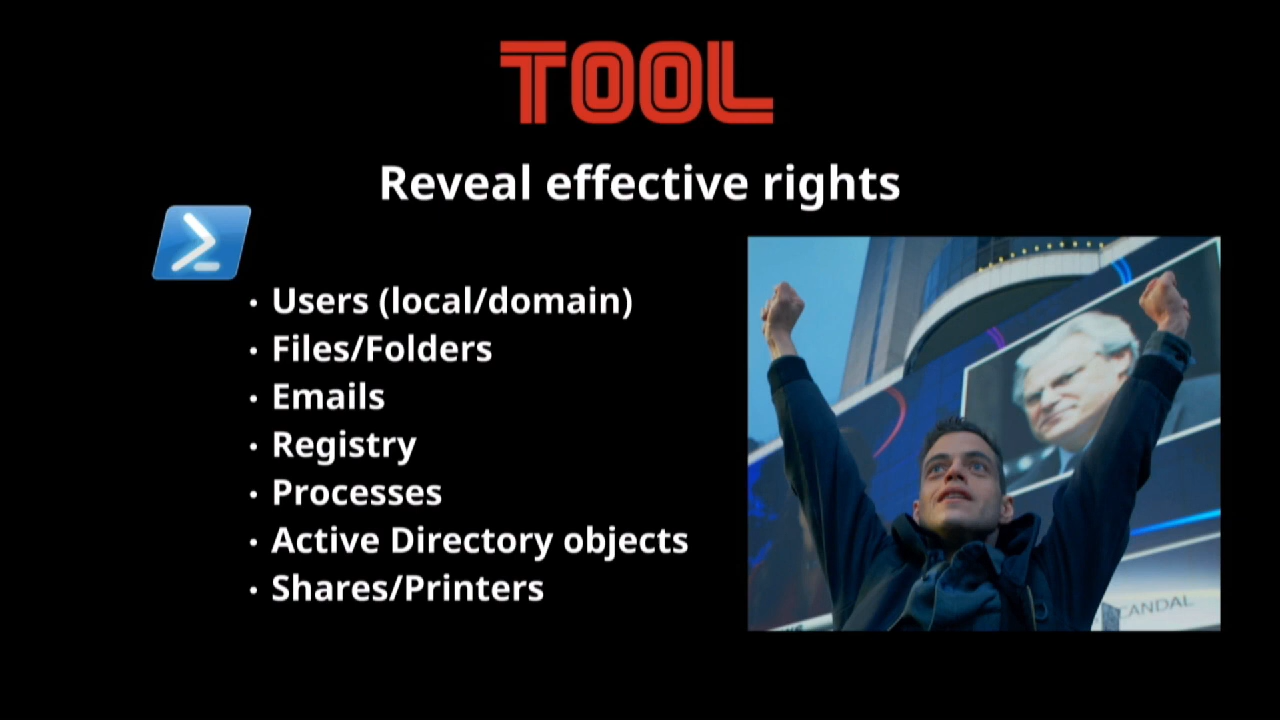 TOOL
Reveal effective rights
• Users (local/domain)
• Files/Folders
• Emails
• Registry
• Processes
• Active Directory objects
• Shares/Printers
CANDAL